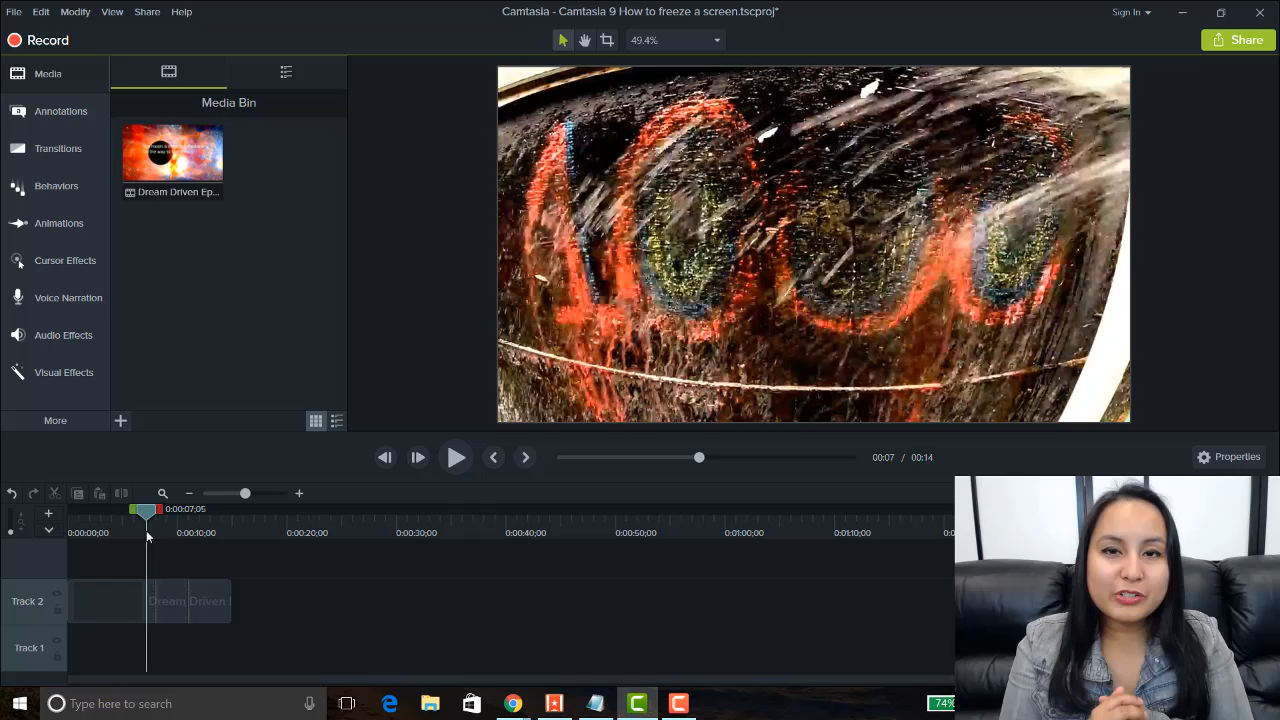 File Edit Modify View Share Help
Camtasia - Camtasia 9 How to freeze a screen.tscproj*
Sign In
Record
49.4%
Share
Media
Annotations
Transitions
Behaviors
Animations
Cursor Effects
Voice Narration
Audio Effects
Visual Effects
More
Media Bin
Dream Driven Ep...
00:07 / 00:14
Properties
0:00:07;05
0:00:00;00 0:00:10;00 0:00:20;00 0:00:30;00 0:00:40;00 0:00:50;00 0:01:00;00 0:01:10;00
Track 2
Dream Driven
Track 1
Type here to search
74%